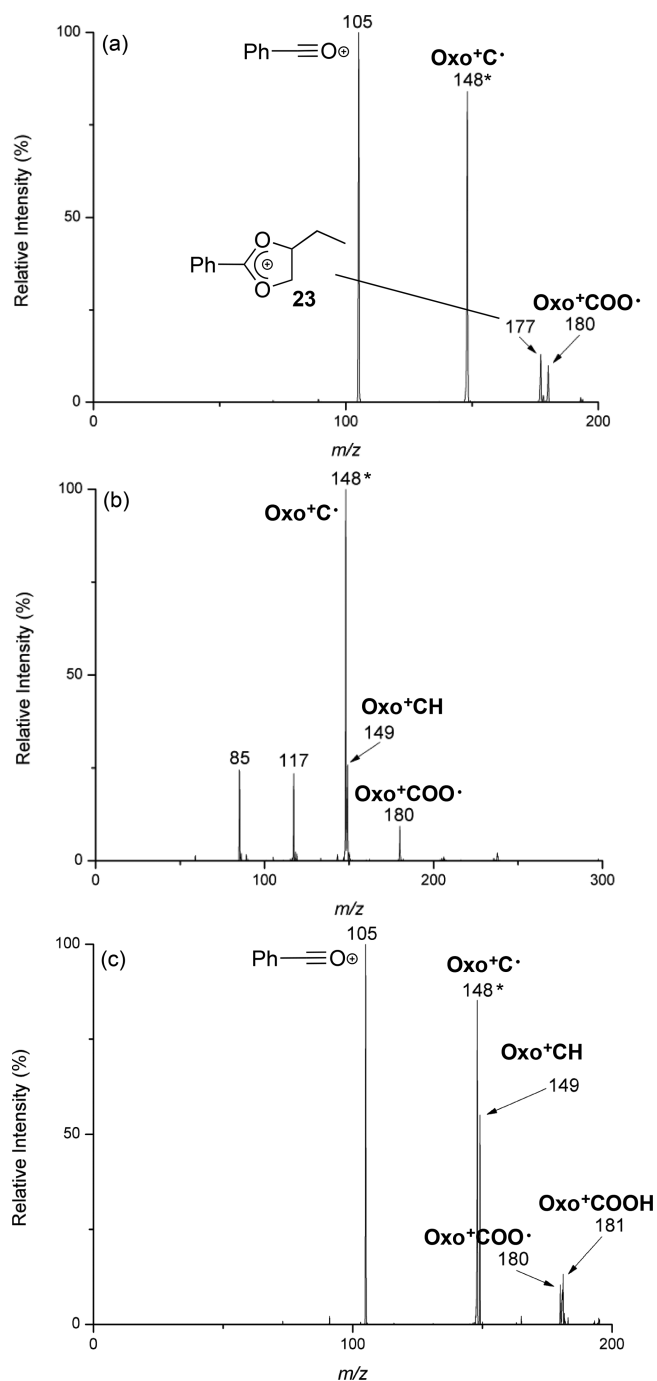 (a)
100
50
0
Relative Intensity (%)
105
Ph
O⊕
Oxo⁺C·
148*
Ph
O
O
⊕
23
177
Oxo⁺COO·
180
0
100
200
m/z
(b)
100
50
0
Relative Intensity (%)
148*
Oxo⁺C·
Oxo⁺CH
149
85
117
Oxo⁺COO·
180
0
100
200
300
m/z
(c)
100
50
0
Relative Intensity (%)
105
Ph
O⊕
Oxo⁺C·
148*
Oxo⁺CH
149
Oxo⁺COOH
181
Oxo⁺COO·
180
0
100
200
m/z